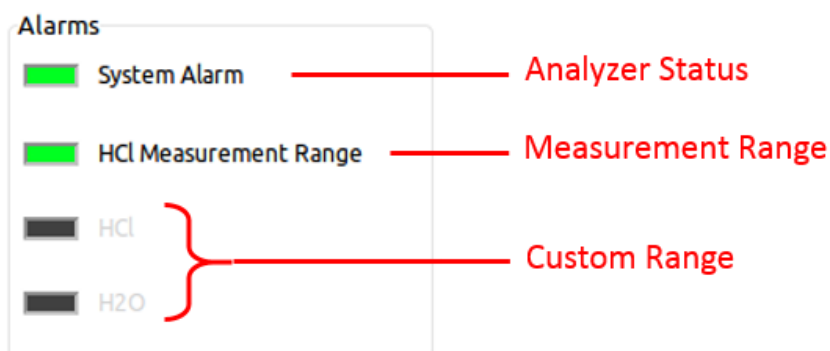 Alarms
System Alarm
Analyzer Status
HCl Measurement Range
Measurement Range
HCl
Custom Range
H2O